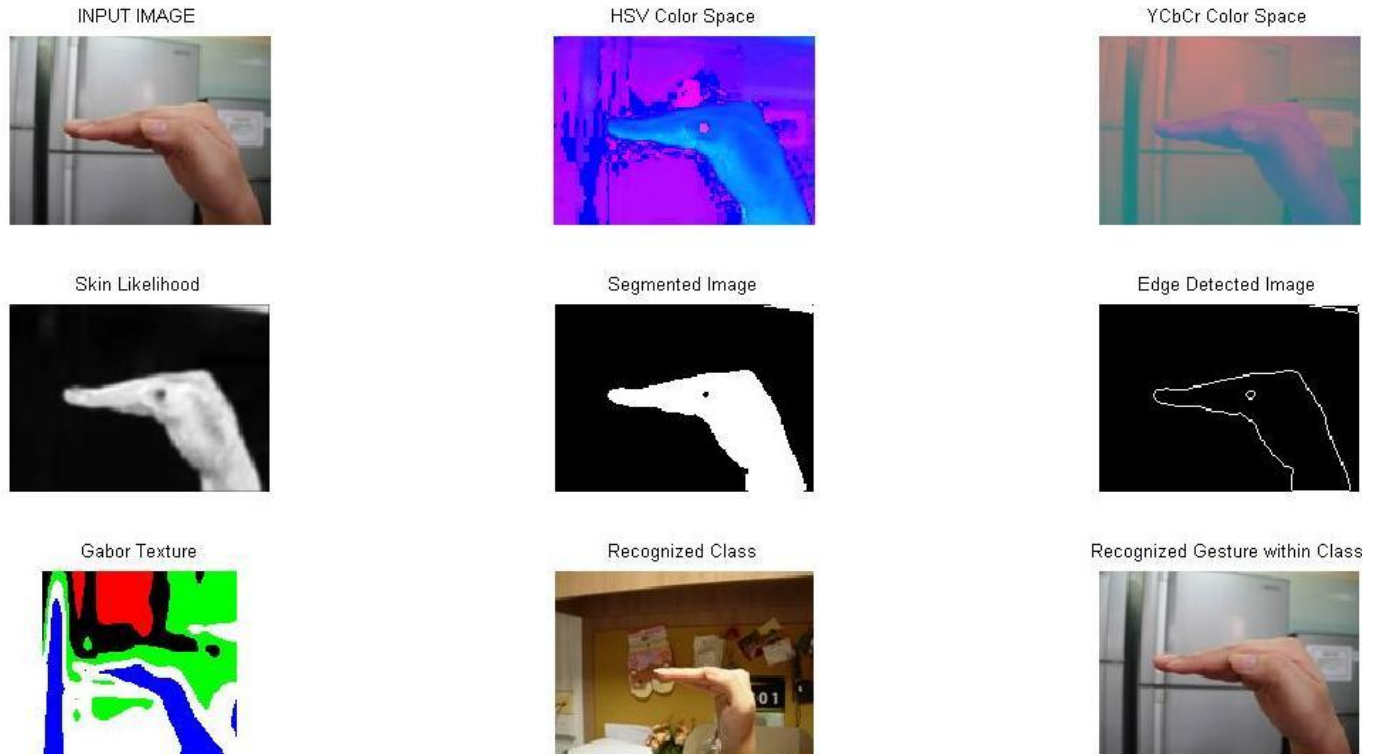 INPUT IMAGE
HSV Color Space
YCbCr Color Space
Skin Likelihood
Segmented Image
Edge Detected Image
Gabor Texture
Recognized Class
Recognized Gesture within Class
01